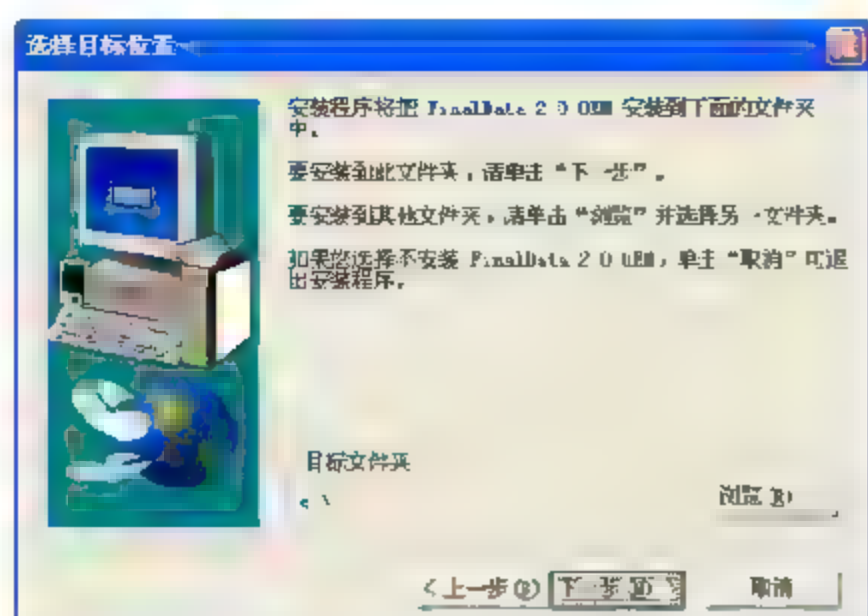 选择目标位置
安装程序将把 FinalData 2.0 OEM 安装到下面的文件夹
中。
要安装到此文件夹，请单击“下一步”。
要安装到其他文件夹，请单击“浏览”并选择另一文件夹。
如果您选择不安装 FinalData 2.0 OEM，单击“取消”可退
出安装程序。
目标文件夹
c:\
浏览(R)
<上一步(B) 下一步(N) 取消